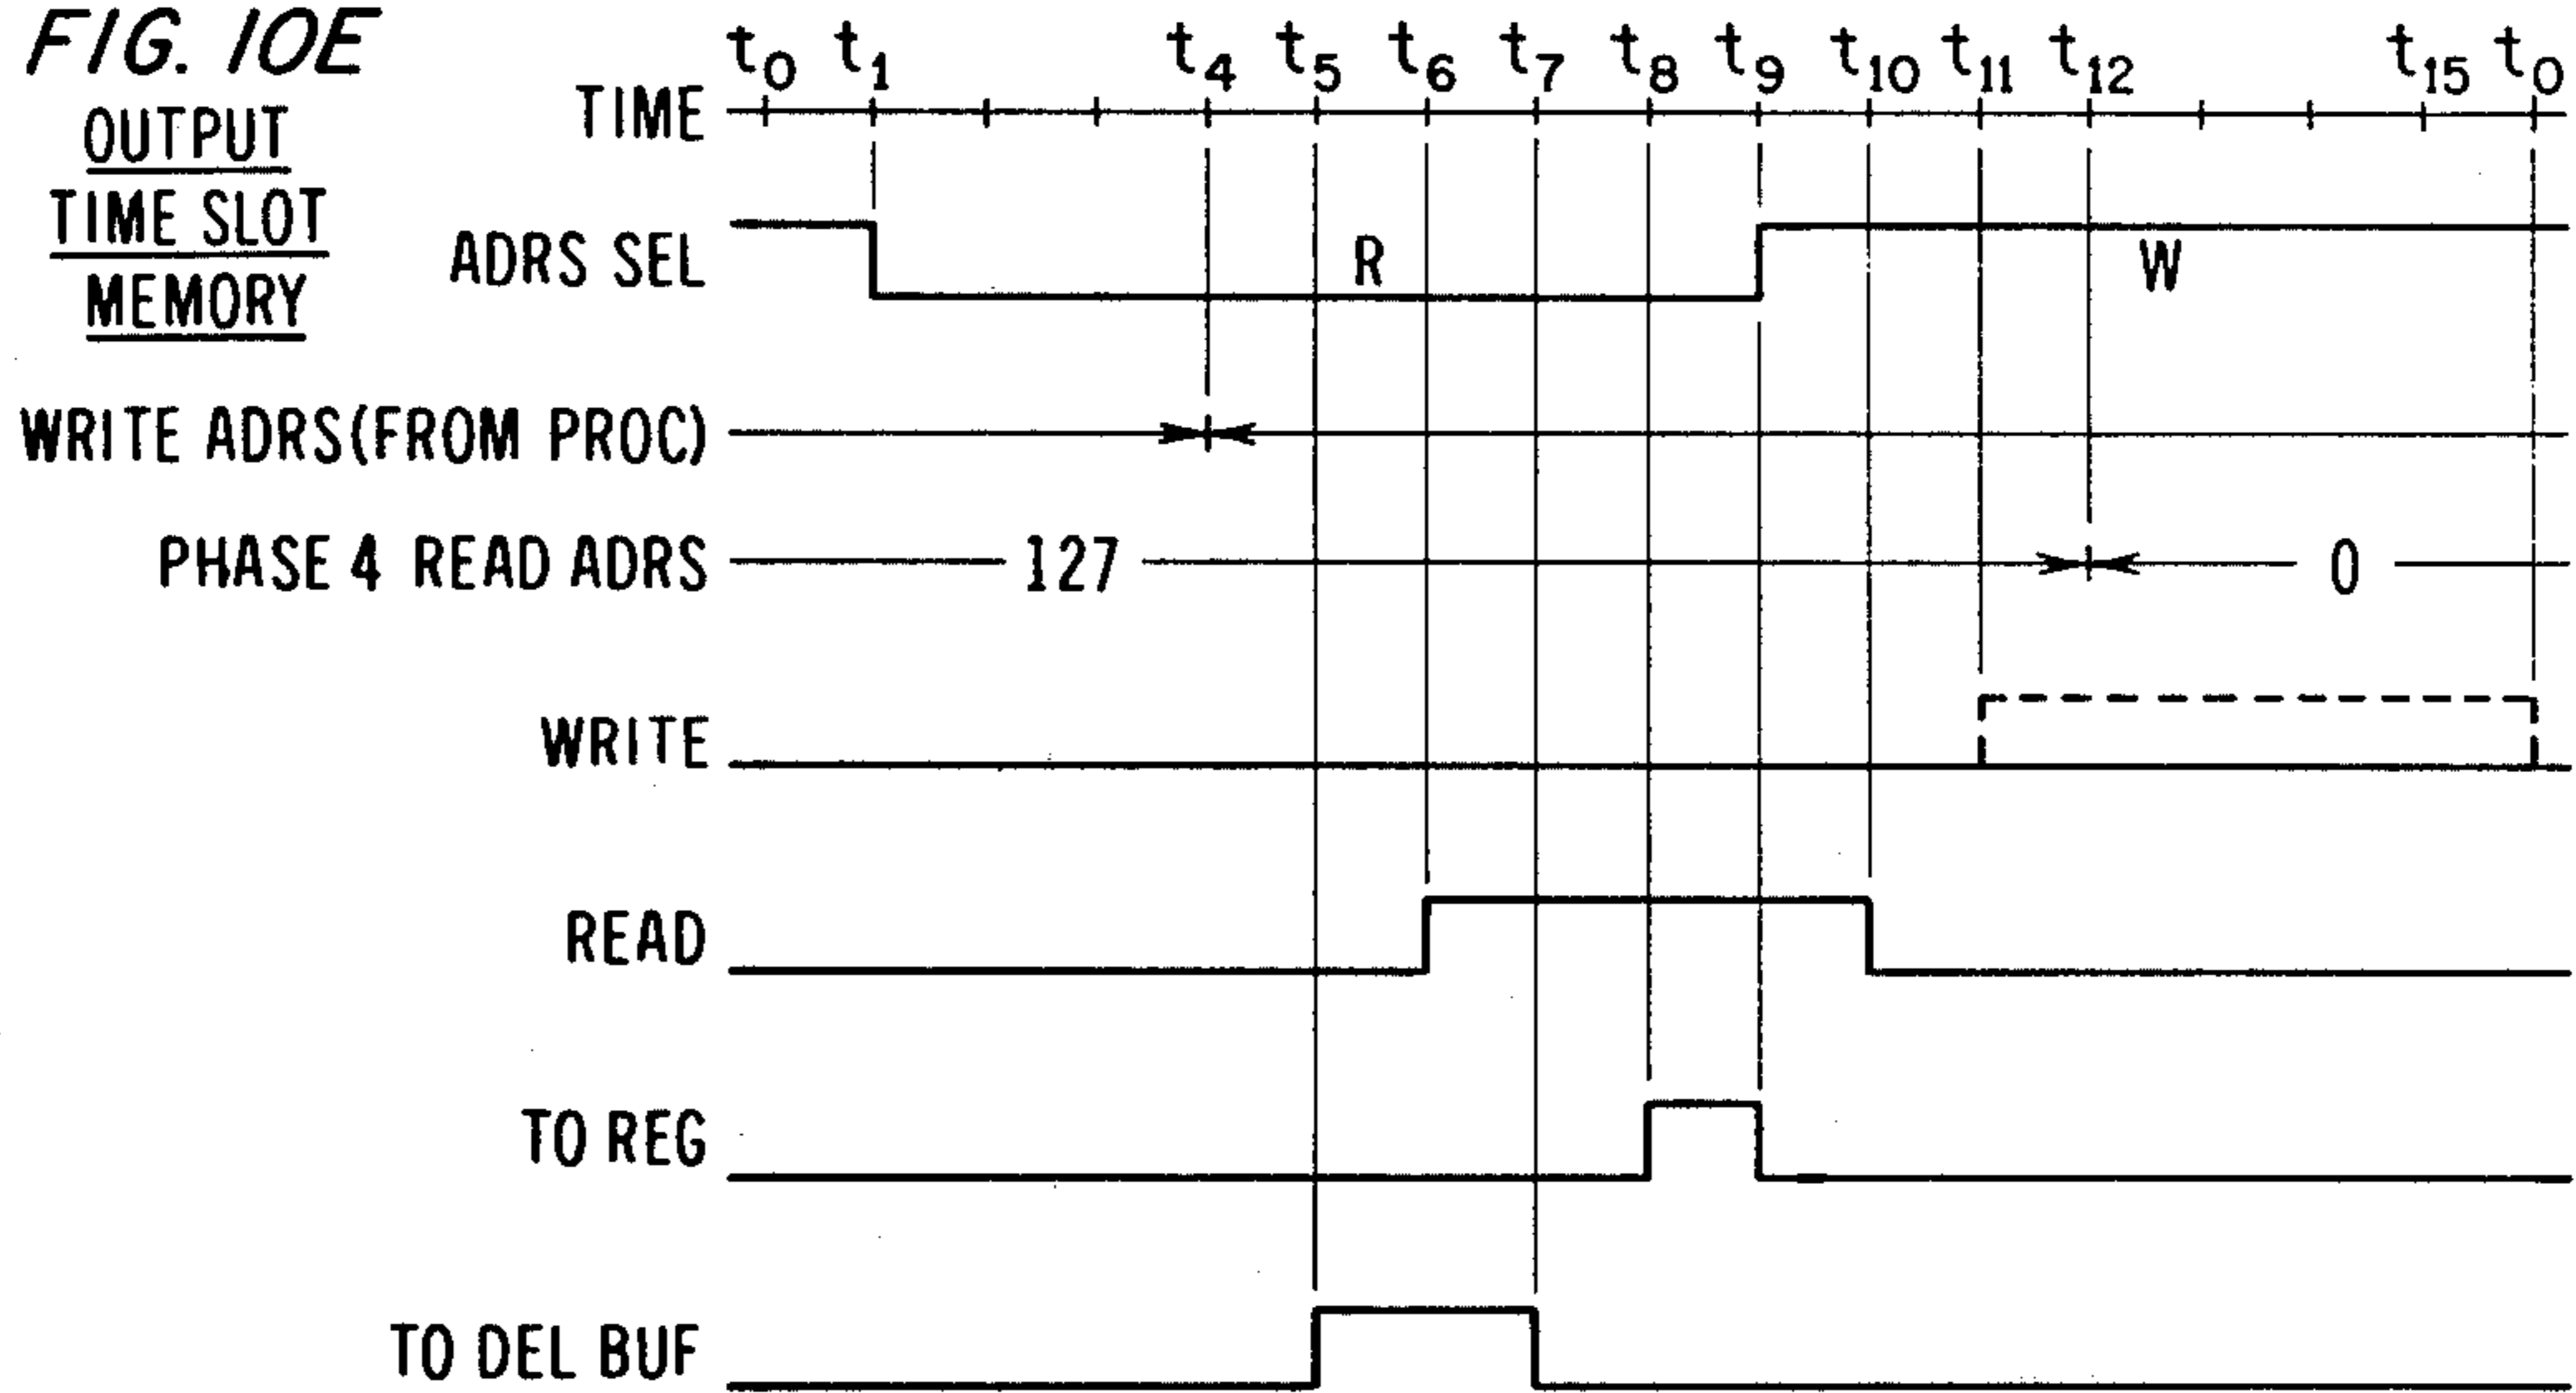 FIG. 10E
OUTPUT
TIME SLOT
MEMORY
t0 t1 t4 t5 t6 t7 t8 t9 t10 t11 t12 t15 t0
TIME
ADRS SEL R W
WRITE ADRS(FROM PROC)
PHASE 4 READ ADRS 127 0
WRITE
READ
TO REG
TO DEL BUF